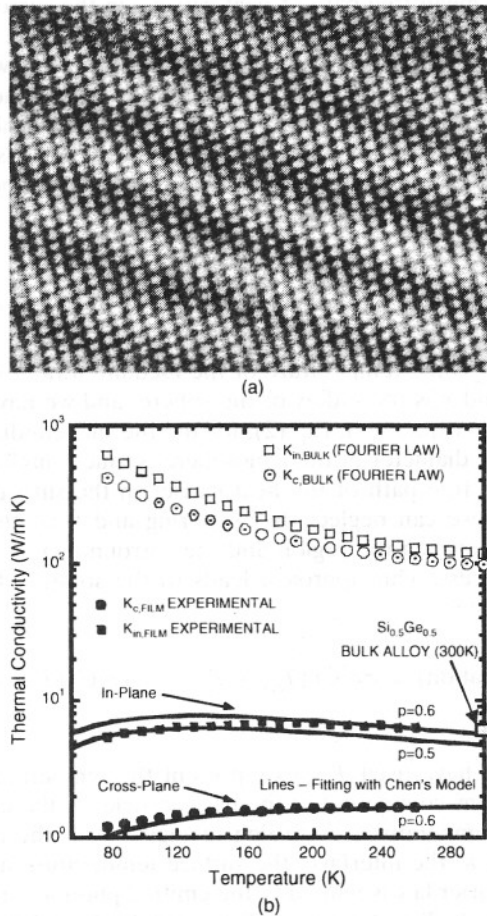 (a)
10³
K_in,BULK (FOURIER LAW)
K_c,BULK (FOURIER LAW)
10²
K_c,FILM EXPERIMENTAL
K_in,FILM EXPERIMENTAL
Si₀.₅Ge₀.₅
BULK ALLOY (300K)
10¹
In-Plane
p=0.6
p=0.5
Cross-Plane
Lines – Fitting with Chen's Model
p=0.6
10⁰
80
120
160
200
240
280
Thermal Conductivity (W/m K)
Temperature (K)
(b)